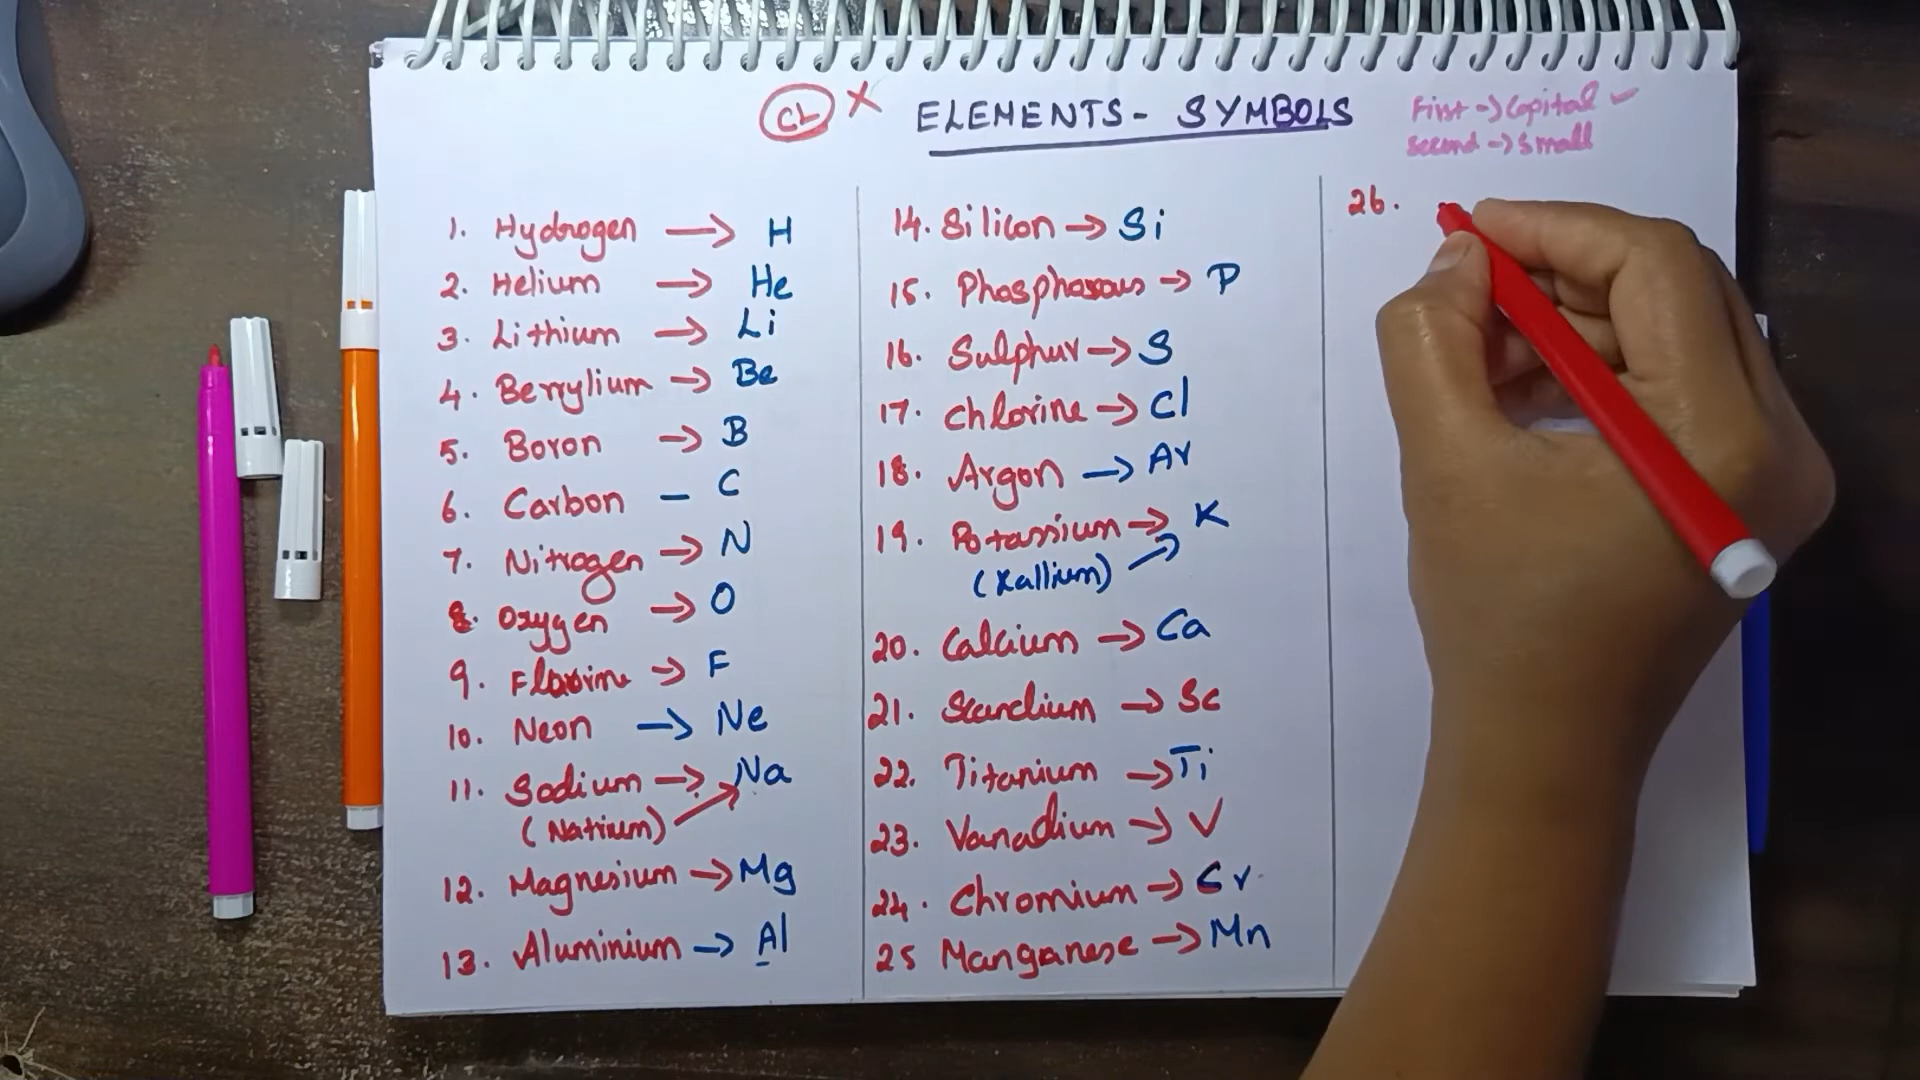 CL X
ELEMENTS - SYMBOLS
First -> Capital ✓
Second -> Small
1. Hydrogen -> H
2. Helium -> He
3. Lithium -> Li
4. Berrylium -> Be
5. Boron -> B
6. Carbon - C
7. Nitrogen -> N
8. Oxygen -> O
9. Flourine -> F
10. Neon -> Ne
11. Sodium -> Na
(Natrium)
12. Magnesium -> Mg
13. Aluminium -> Al
14. Silicon -> Si
15. Phosphorous -> P
16. Sulphur -> S
17. Chlorine -> Cl
18. Argon -> Ar
19. Potassium -> K
(Kallium)
20. Calcium -> Ca
21. Scandium -> Sc
22. Titanium -> Ti
23. Vanadium -> V
24. Chromium -> Cr
25 Manganese -> Mn
26.